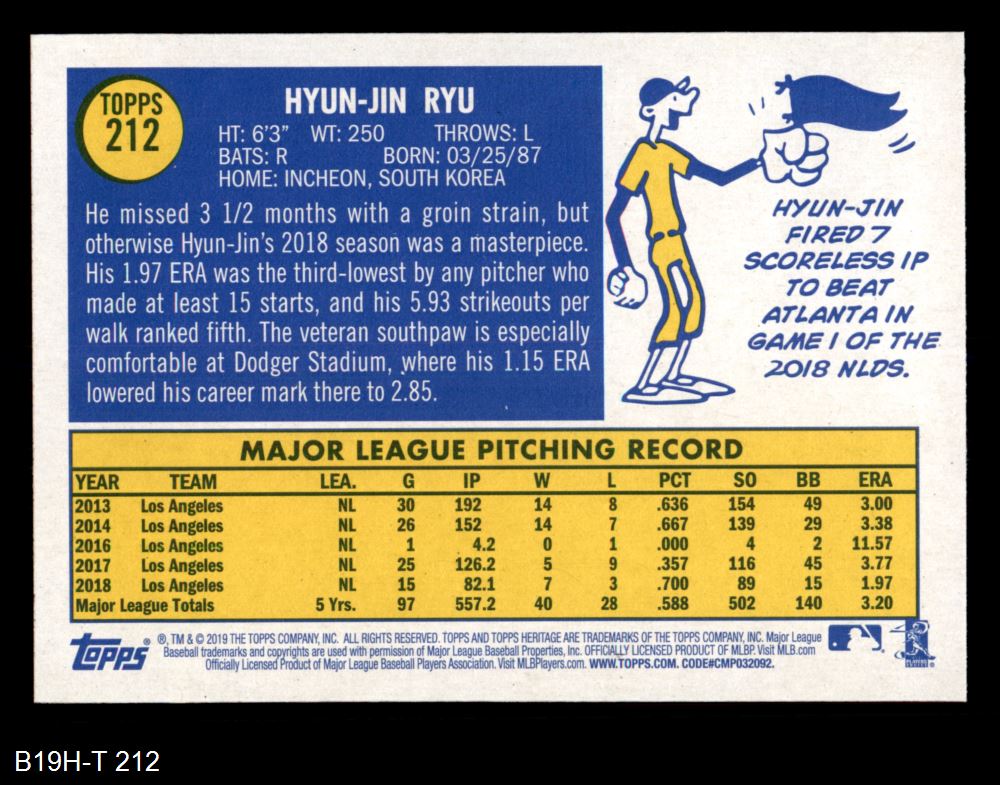 TOPPS
212
HYUN-JIN RYU
HT: 6'3" WT: 250 THROWS: L
BATS: R BORN: 03/25/87
HOME: INCHEON, SOUTH KOREA
He missed 3 1/2 months with a groin strain, but
otherwise Hyun-Jin's 2018 season was a masterpiece.
His 1.97 ERA was the third-lowest by any pitcher who
made at least 15 starts, and his 5.93 strikeouts per
walk ranked fifth. The veteran southpaw is especially
comfortable at Dodger Stadium, where his 1.15 ERA
lowered his career mark there to 2.85.
HYUN-JIN
FIRED 7
SCORELESS IP
TO BEAT
ATLANTA IN
GAME 1 OF THE
2018 NLDS.
MAJOR LEAGUE PITCHING RECORD
YEAR TEAM LEA. G IP W L PCT SO BB ERA
2013 Los Angeles NL 30 192 14 8 .636 154 49 3.00
2014 Los Angeles NL 26 152 14 7 .667 139 29 3.38
2016 Los Angeles NL 1 4.2 0 1 .000 4 2 11.57
2017 Los Angeles NL 25 126.2 5 9 .357 116 45 3.77
2018 Los Angeles NL 15 82.1 7 3 .700 89 15 1.97
Major League Totals 5 Yrs. 97 557.2 40 28 .588 502 140 3.20
Topps ® ®, TM & © 2019 THE TOPPS COMPANY, INC. ALL RIGHTS RESERVED. TOPPS AND TOPPS HERITAGE ARE TRADEMARKS OF THE TOPPS COMPANY, INC. Major League
Baseball trademarks and copyrights are used with permission of Major League Baseball Properties, Inc. OFFICIALLY LICENSED PRODUCT OF MLBP. Visit MLB.com
Officially Licensed Product of Major League Baseball Players Association. Visit MLBPlayers.com. WWW.TOPPS.COM. CODE#CMP032092.
B19H-T 212